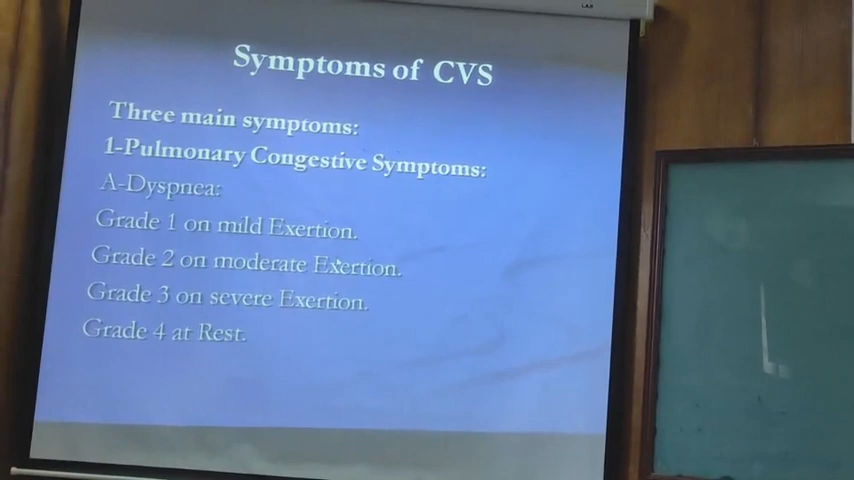 Symptoms of CVS
Three main symptoms:
1-Pulmonary Congestive Symptoms:
A-Dyspnea:
Grade 1 on mild Exertion.
Grade 2 on moderate Exertion.
Grade 3 on severe Exertion.
Grade 4 at Rest.